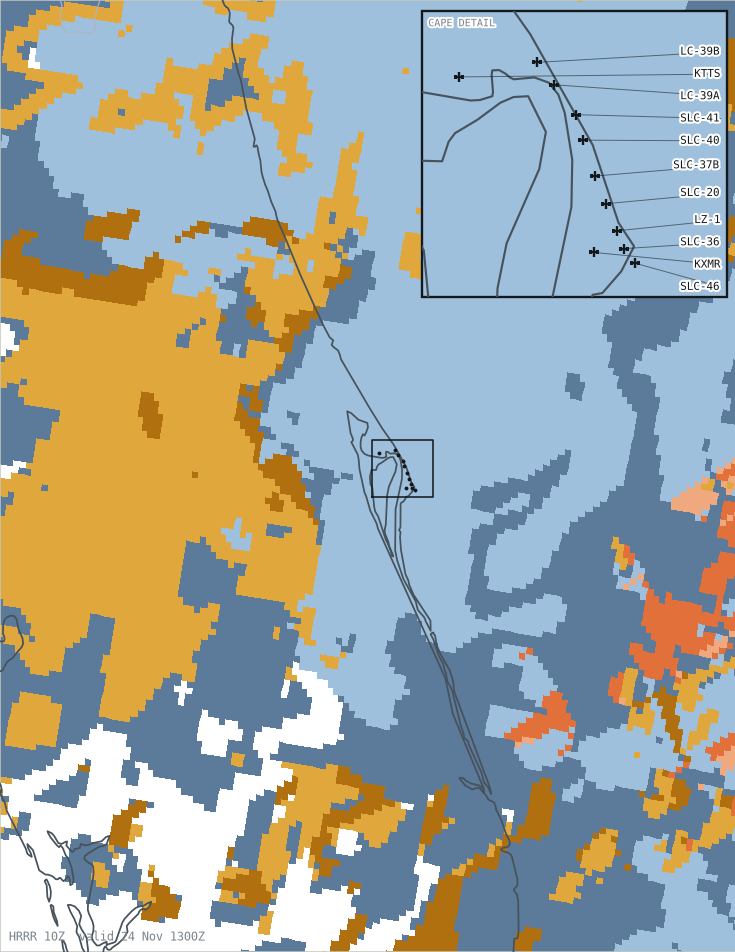 CAPE DETAIL
LC-39B
KTTS
LC-39A
SLC-41
SLC-40
SLC-37B
SLC-20
LZ-1
SLC-36
KXMR
SLC-46
HRRR 10Z valid 24 Nov 1300Z